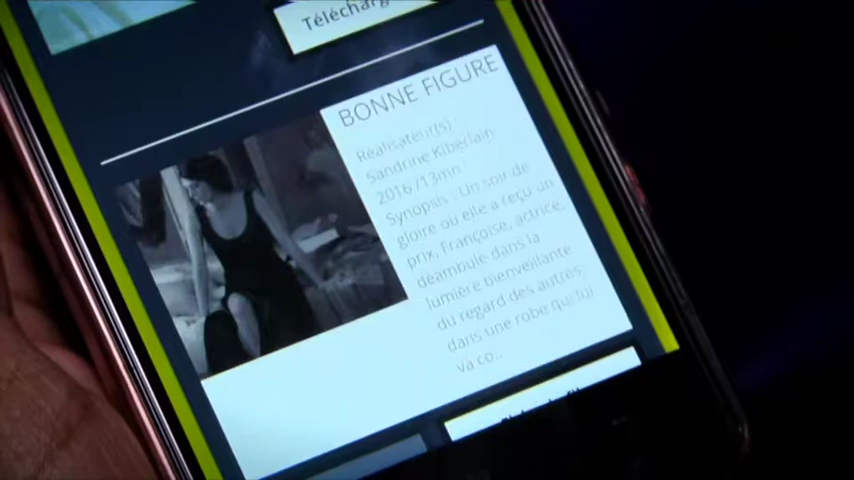 Télécharg
BONNE FIGURE
Réalisateur(s) :
Sandrine Kiberlain
2016 /13mn
Synopsis : Un soir de
gloire où elle a reçu un
prix, Françoise, actrice,
déambule dans la
lumière bienveillante
du regard des autres,
dans une robe qui lui
va co...